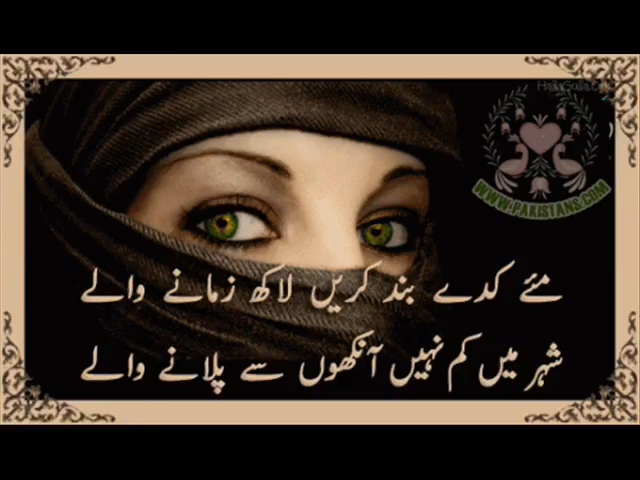 WWW.PAKISTANS.COM
مئے کدے بند کریں لاکھ زمانے والے
شہر میں کم نہیں آنکھوں سے پلانے والے